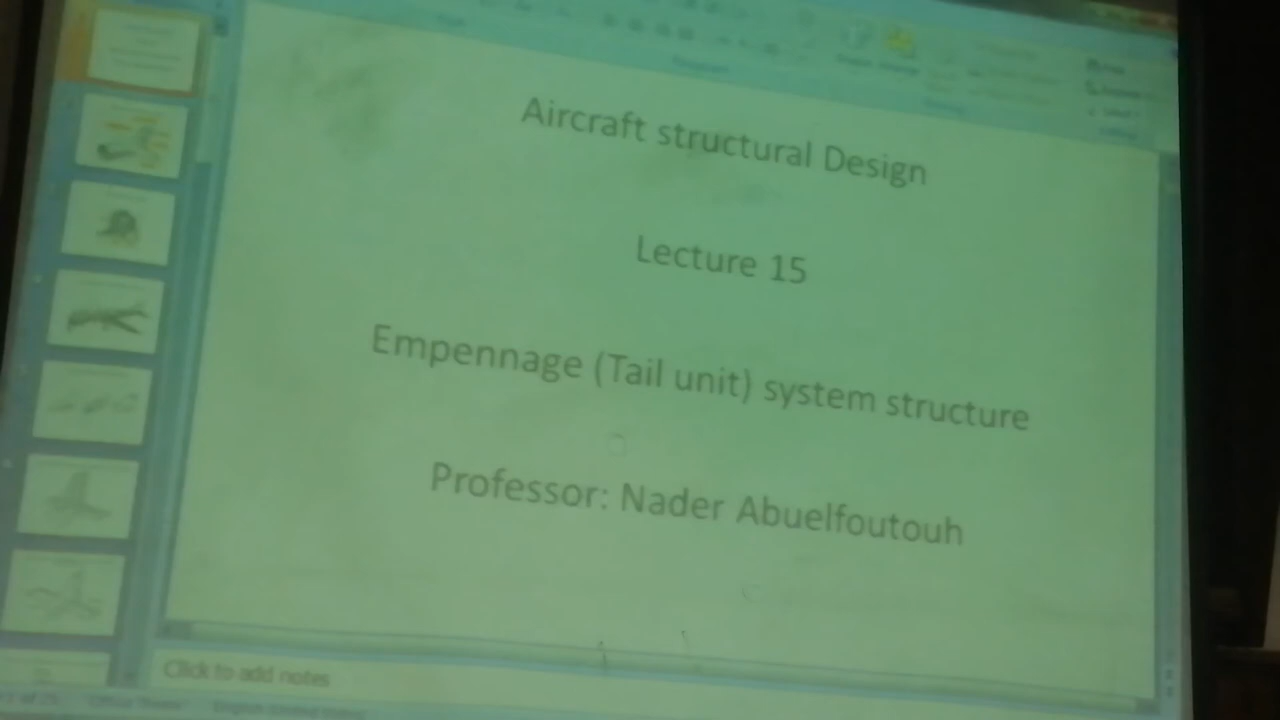 Aircraft structural Design
Lecture 15
Empennage (Tail unit) system structure
Professor: Nader Abuelfoutouh
Click to add notes